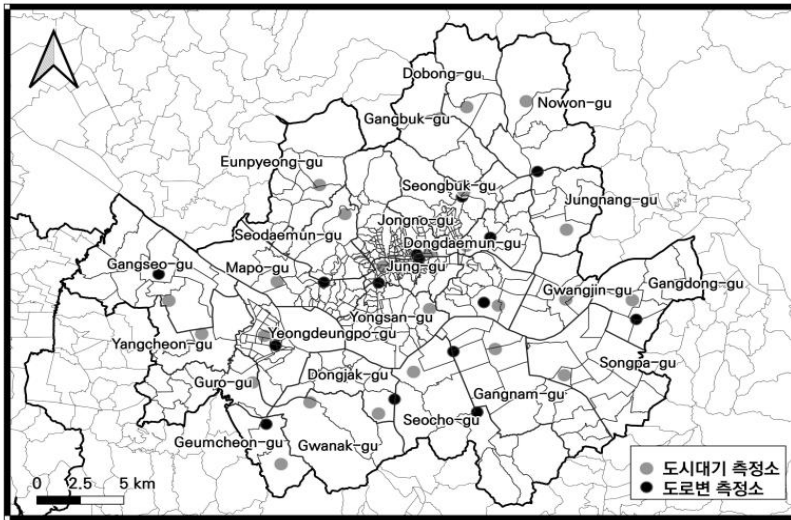 Dobong-gu
Nowon-gu
Gangbuk-gu
Eunpyeong-gu
Seongbuk-gu
Jungnang-gu
Jongno-gu
Seodaemun-gu
Dongdaemun-gu
Gangseo-gu
Mapo-gu
Jung-gu
Gwangjin-gu
Gangdong-gu
Yongsan-gu
Yeongdeungpo-gu
Yangcheon-gu
Songpa-gu
Guro-gu
Dongjak-gu
Gangnam-gu
Seocho-gu
Geumcheon-gu
Gwanak-gu
도시대기 측정소
도로변 측정소
0 2.5 5 km